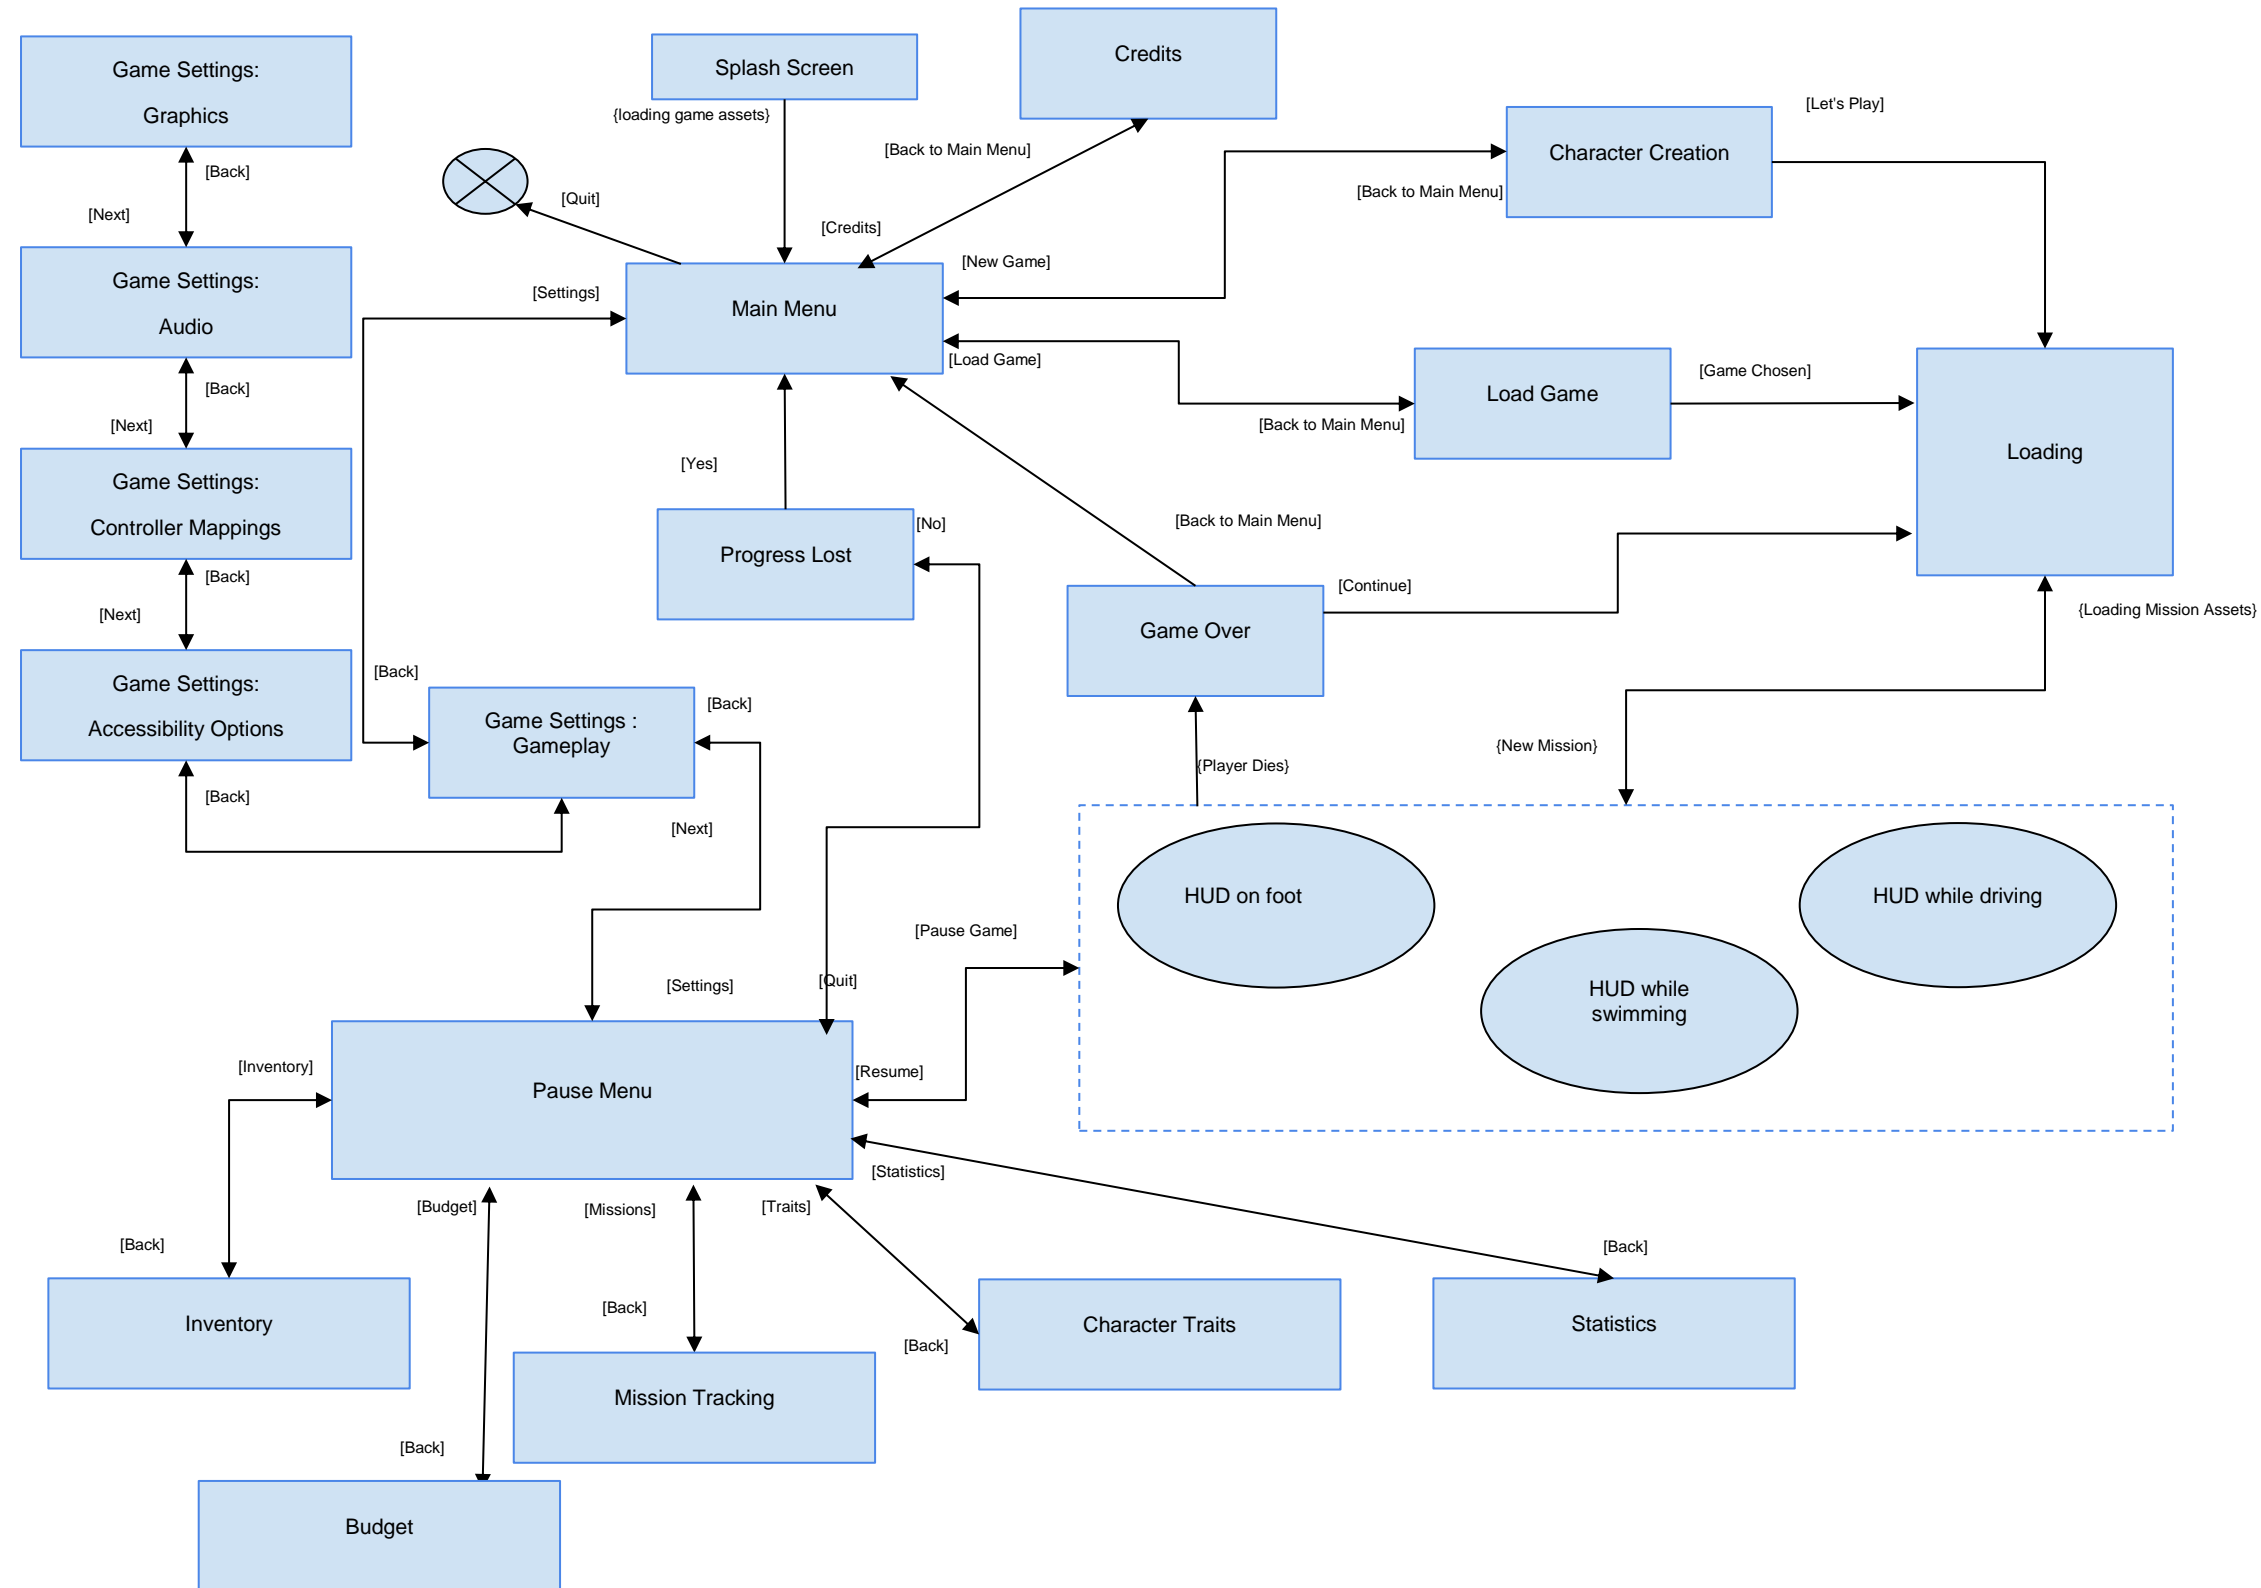 Credits
Splash Screen
Game Settings:
Graphics
{loading game assets}
[Let's Play]
Character Creation
[Back to Main Menu]
[Back]
[Next]
[Quit]
[Back to Main Menu]
[Credits]
[New Game]
Game Settings:
Audio
[Settings]
Main Menu
[Load Game]
[Back]
[Next]
Load Game
[Game Chosen]
[Back to Main Menu]
Loading
[Yes]
Game Settings:
Controller Mappings
[No]
[Back to Main Menu]
Progress Lost
[Back]
[Next]
[Continue]
Game Over
{Loading Mission Assets}
Game Settings:
Accessibility Options
[Back]
Game Settings :
Gameplay
[Back]
{New Mission}
{Player Dies}
[Back]
[Next]
HUD on foot
HUD while driving
[Pause Game]
[Settings]
[Quit]
HUD while
swimming
[Inventory]
[Resume]
Pause Menu
[Statistics]
[Budget]
[Missions]
[Traits]
[Back]
[Back]
[Back]
[Back]
Inventory
Character Traits
Statistics
Mission Tracking
[Back]
Budget